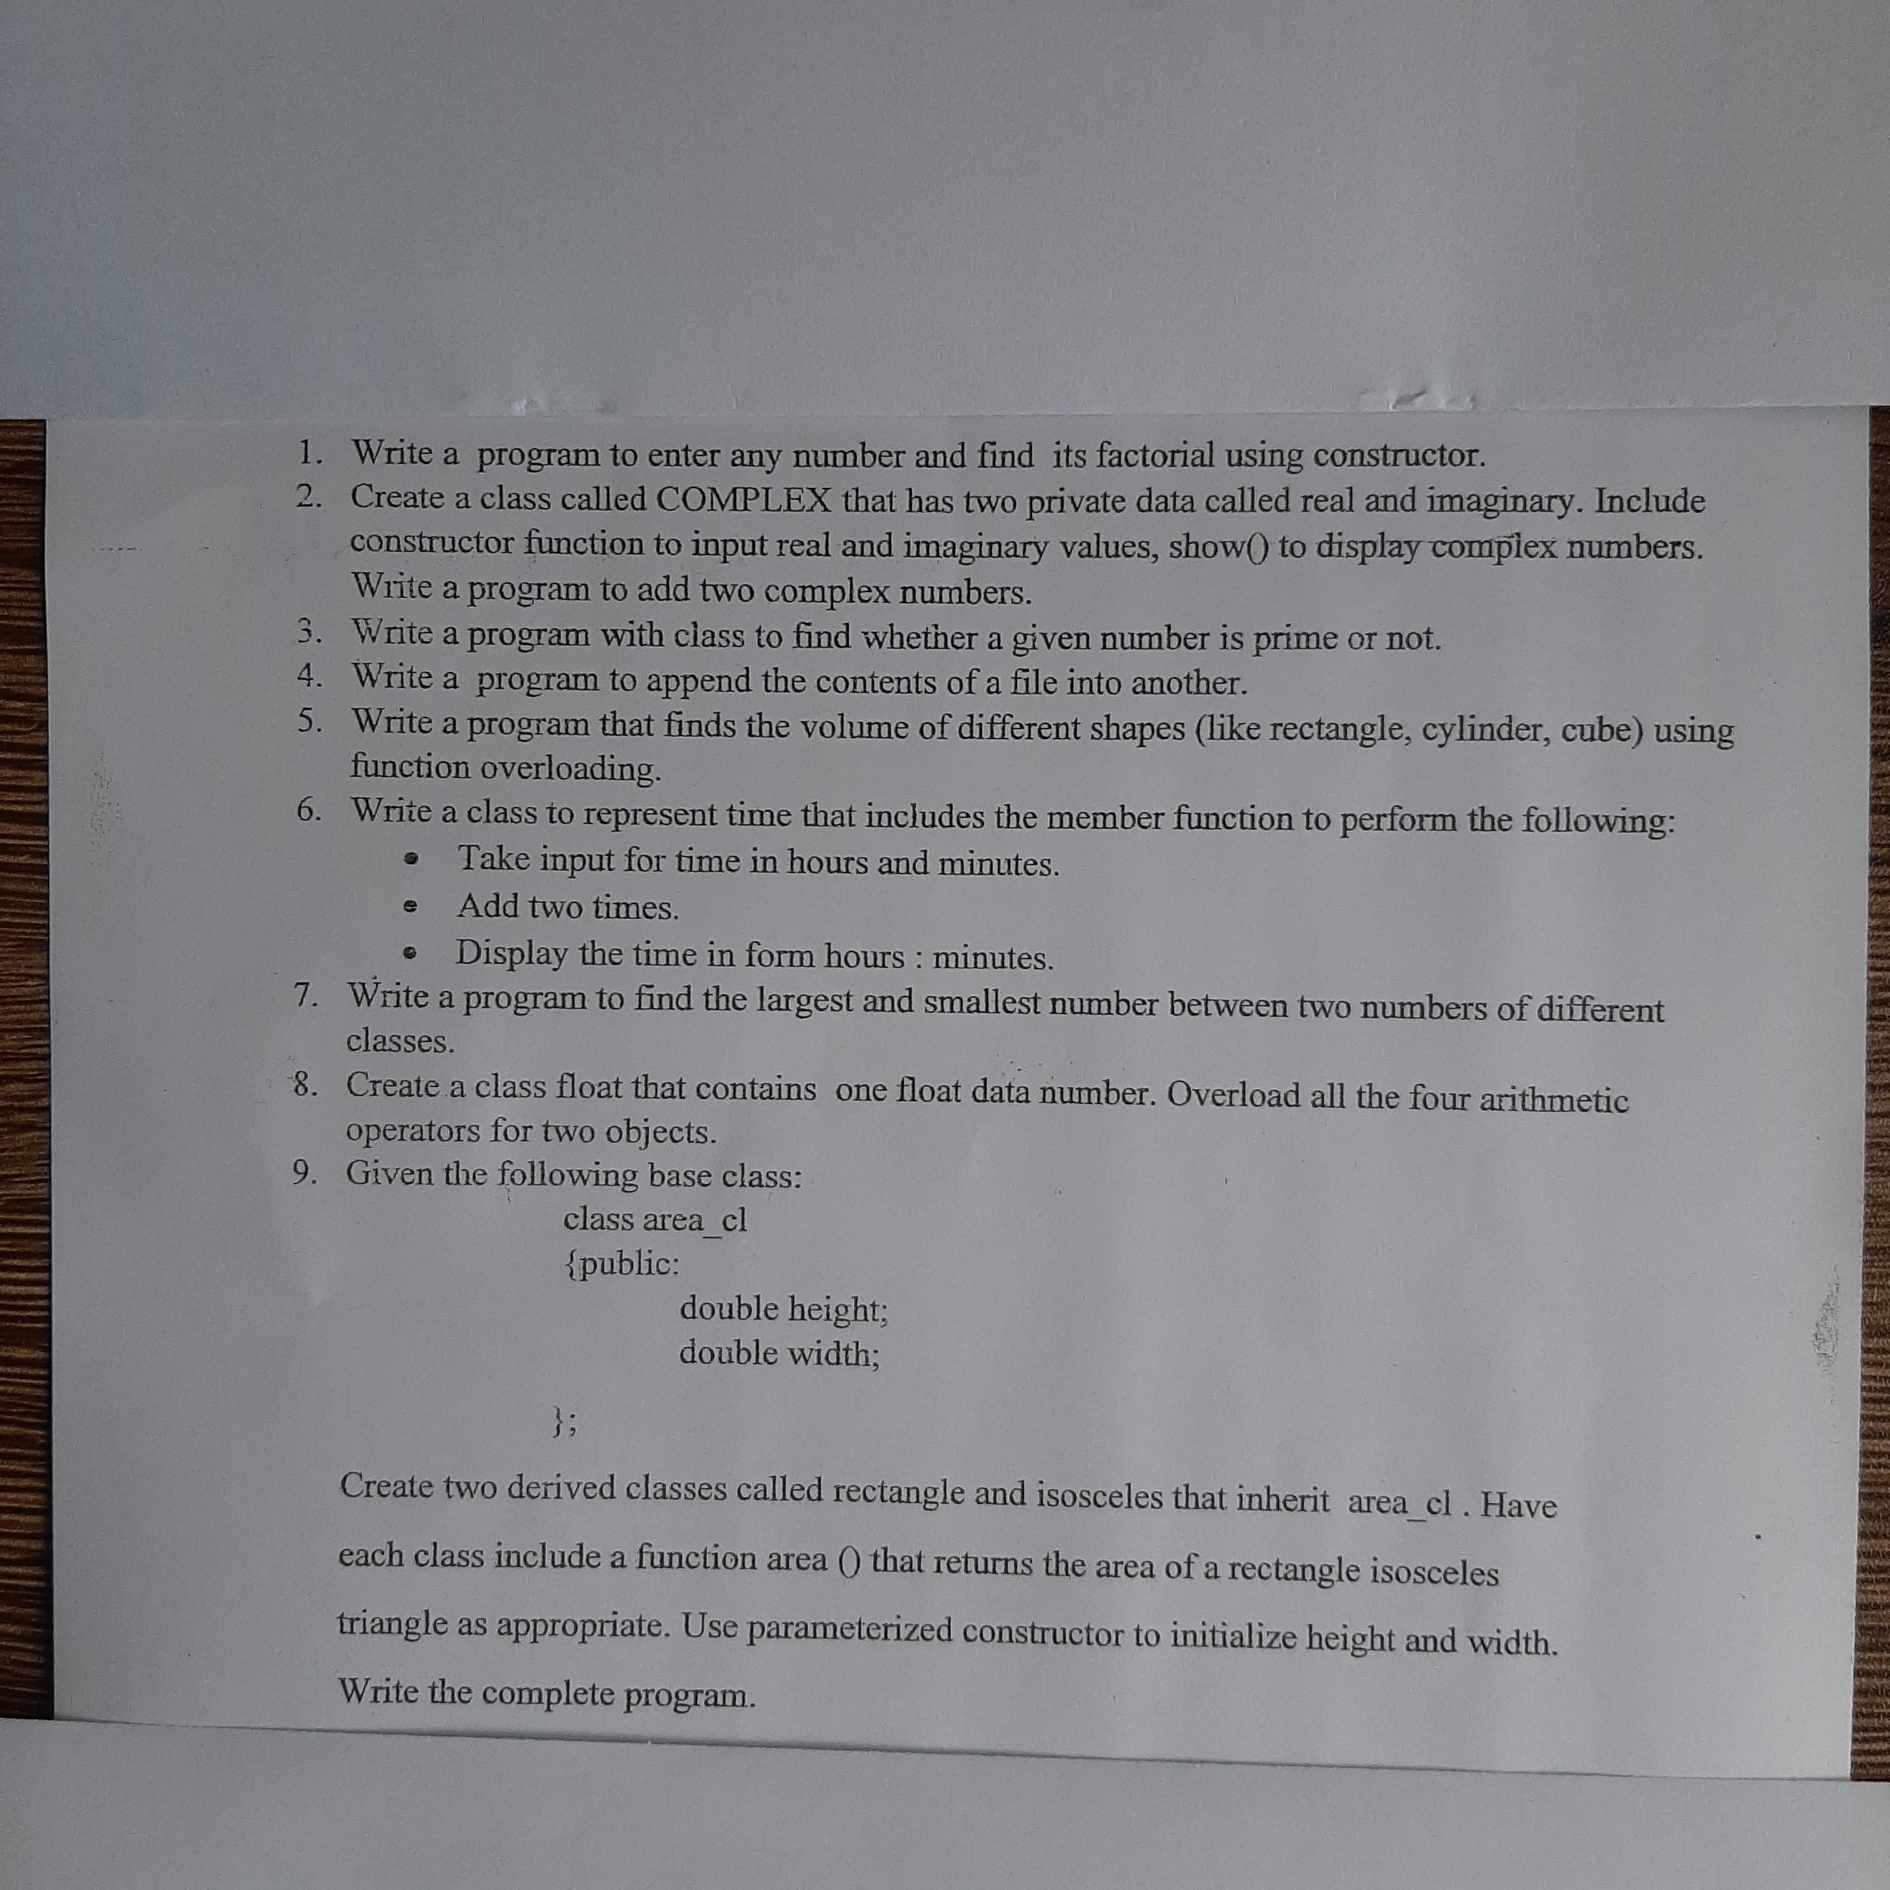 1. Write a program to enter any number and find its factorial using constructor.
2. Create a class called COMPLEX that has two private data called real and imaginary. Include
constructor function to input real and imaginary values, show() to display complex numbers.
Write a program to add two complex numbers.
3. Write a program with class to find whether a given number is prime or not.
4. Write a program to append the contents of a file into another.
5. Write a program that finds the volume of different shapes (like rectangle, cylinder, cube) using
function overloading.
6. Write a class to represent time that includes the member function to perform the following:
• Take input for time in hours and minutes.
• Add two times.
• Display the time in form hours : minutes.
7. Write a program to find the largest and smallest number between two numbers of different
classes.
8. Create a class float that contains one float data number. Overload all the four arithmetic
operators for two objects.
9. Given the following base class:
class area_cl
{public:
double height;
double width;
};
Create two derived classes called rectangle and isosceles that inherit area_cl . Have
each class include a function area () that returns the area of a rectangle isosceles
triangle as appropriate. Use parameterized constructor to initialize height and width.
Write the complete program.